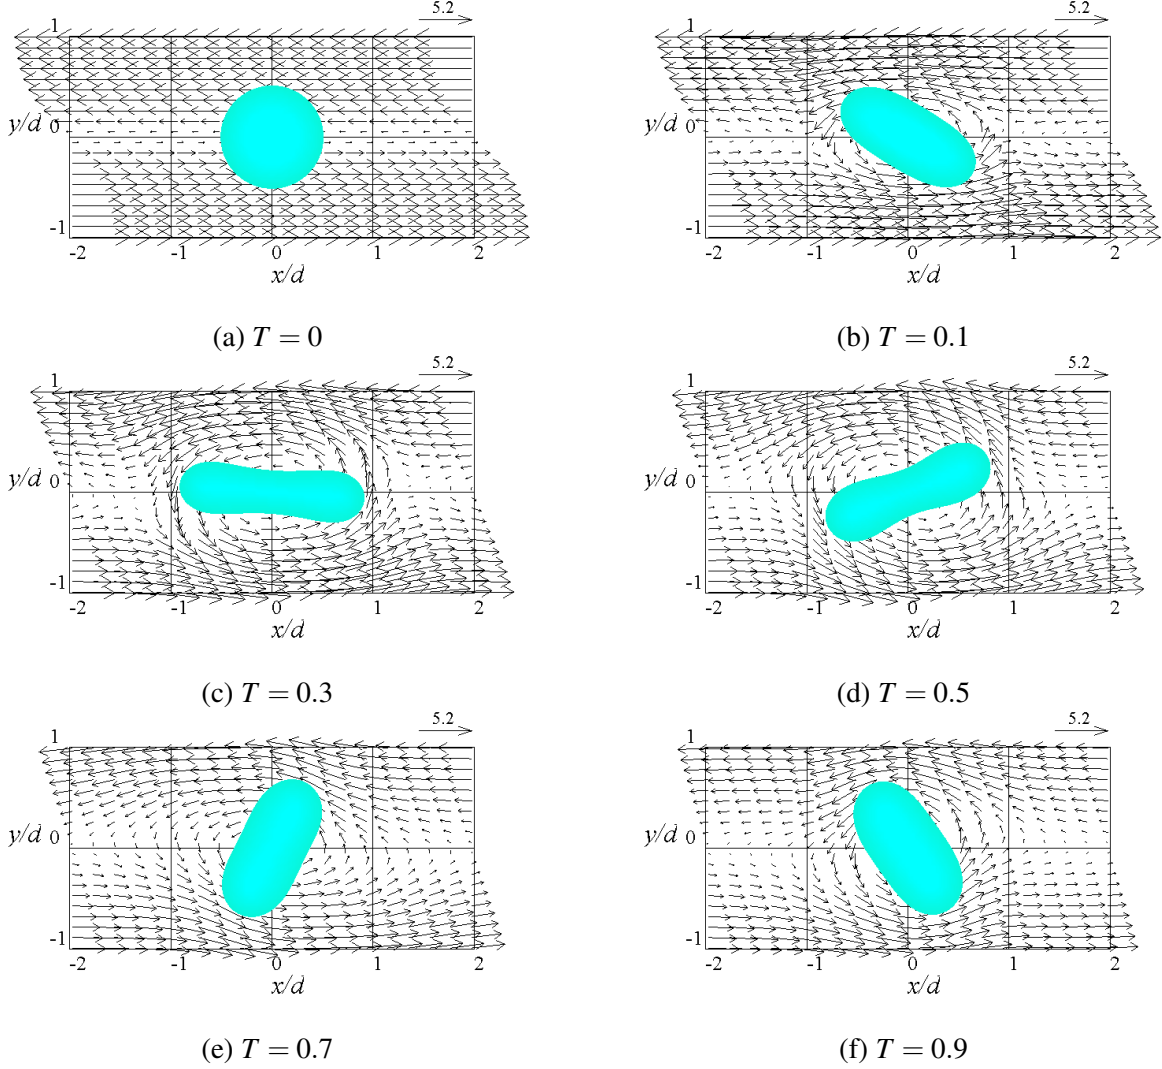 5.2 5.2
1 1
y/d 0 y/d 0
-1 -1
-2 -1 0 1 2 -2 -1 0 1 2
x/d x/d
(a) T = 0 (b) T = 0.1
5.2 5.2
1 1
y/d 0 y/d 0
-1 -1
-2 -1 0 1 2 -2 -1 0 1 2
x/d x/d
(c) T = 0.3 (d) T = 0.5
5.2 5.2
1 1
y/d 0 y/d 0
-1 -1
-2 -1 0 1 2 -2 -1 0 1 2
x/d x/d
(e) T = 0.7 (f) T = 0.9